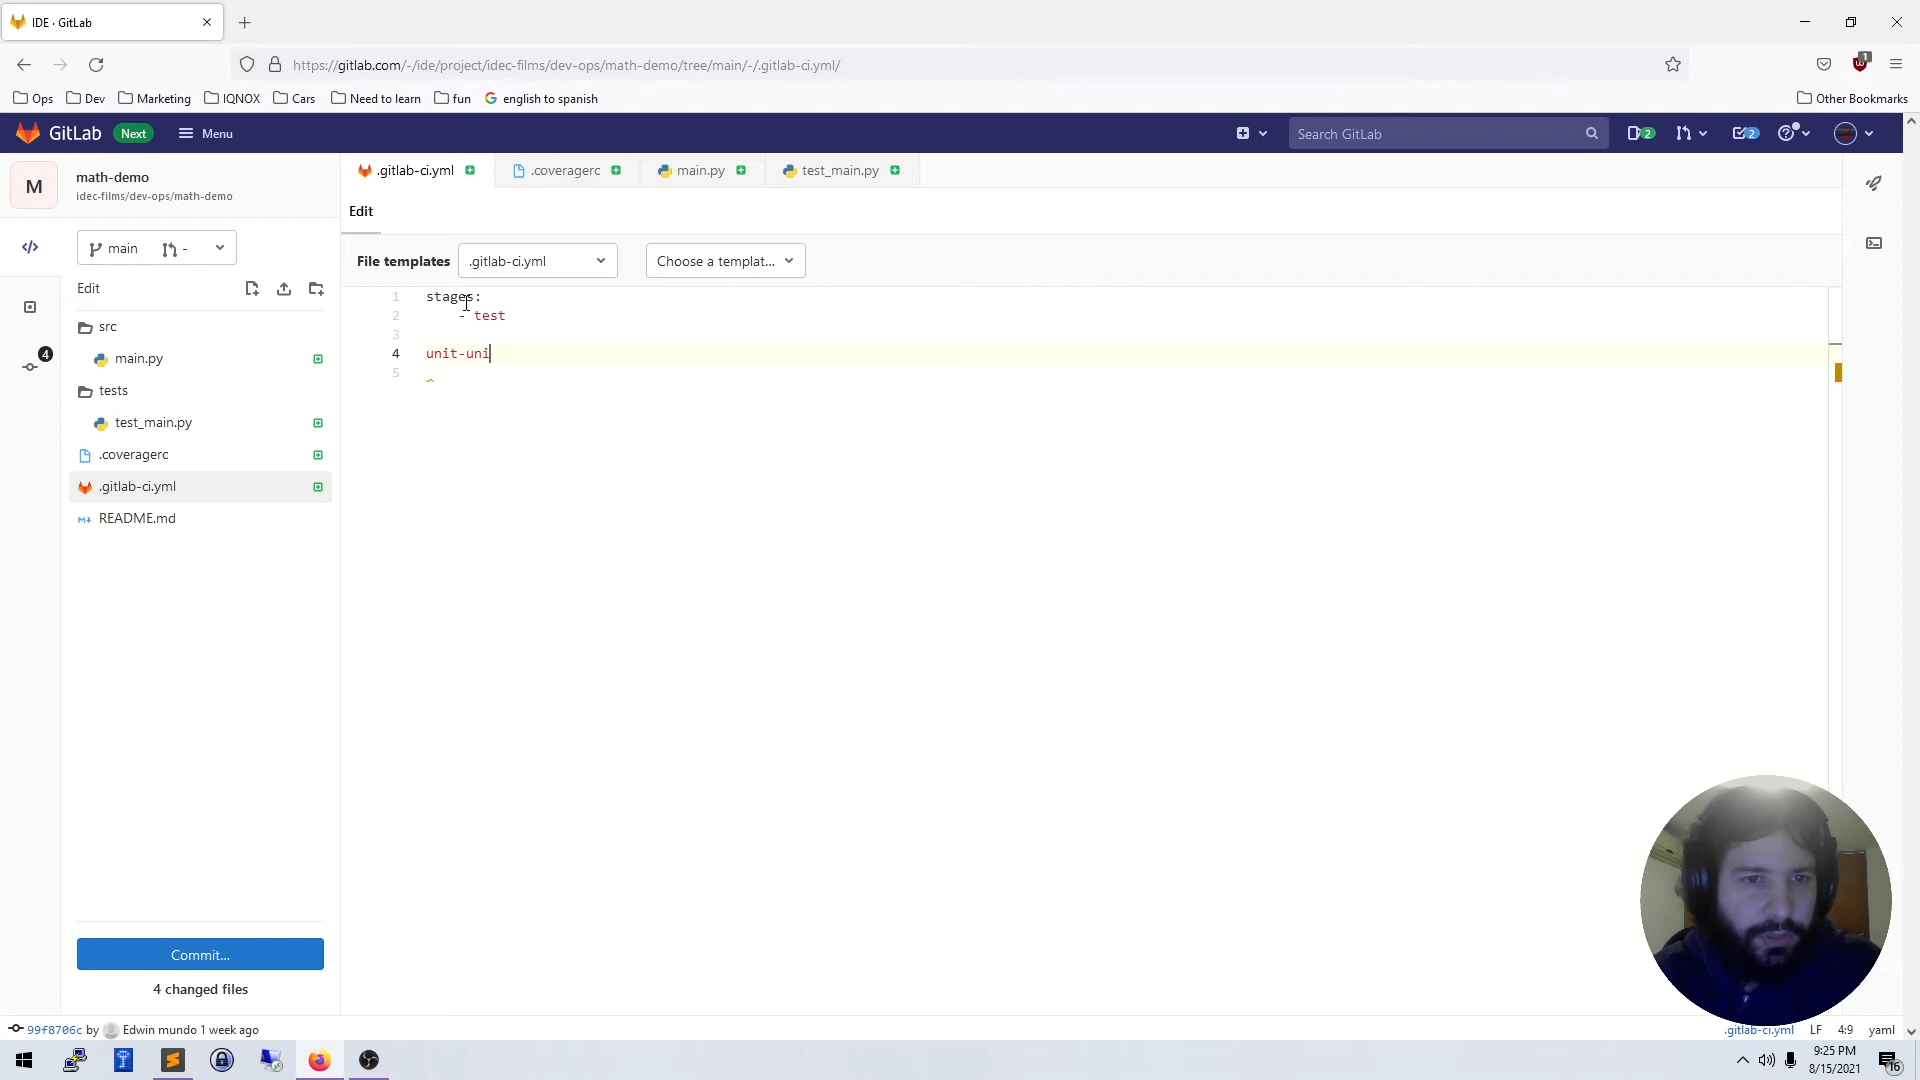 IDE · GitLab
https://gitlab.com/-/ide/project/idec-films/dev-ops/math-demo/tree/main/-/.gitlab-ci.yml/
1
Ops Dev Marketing IQNOX Cars Need to learn fun english to spanish Other Bookmarks
GitLab Next Menu Search GitLab 2 2
M math-demo
idec-films/dev-ops/math-demo
.gitlab-ci.yml .coveragerc main.py test_main.py
Edit
main -
File templates .gitlab-ci.yml Choose a templat...
Edit
1 stages:
2 - test
3
4 unit-uni
5
src
main.py
4
tests
test_main.py
.coveragerc
.gitlab-ci.yml
README.md
Commit...
4 changed files
99f8706c by Edwin mundo 1 week ago
.gitlab-ci.yml LF 4:9 yaml
9:25 PM
8/15/2021
16